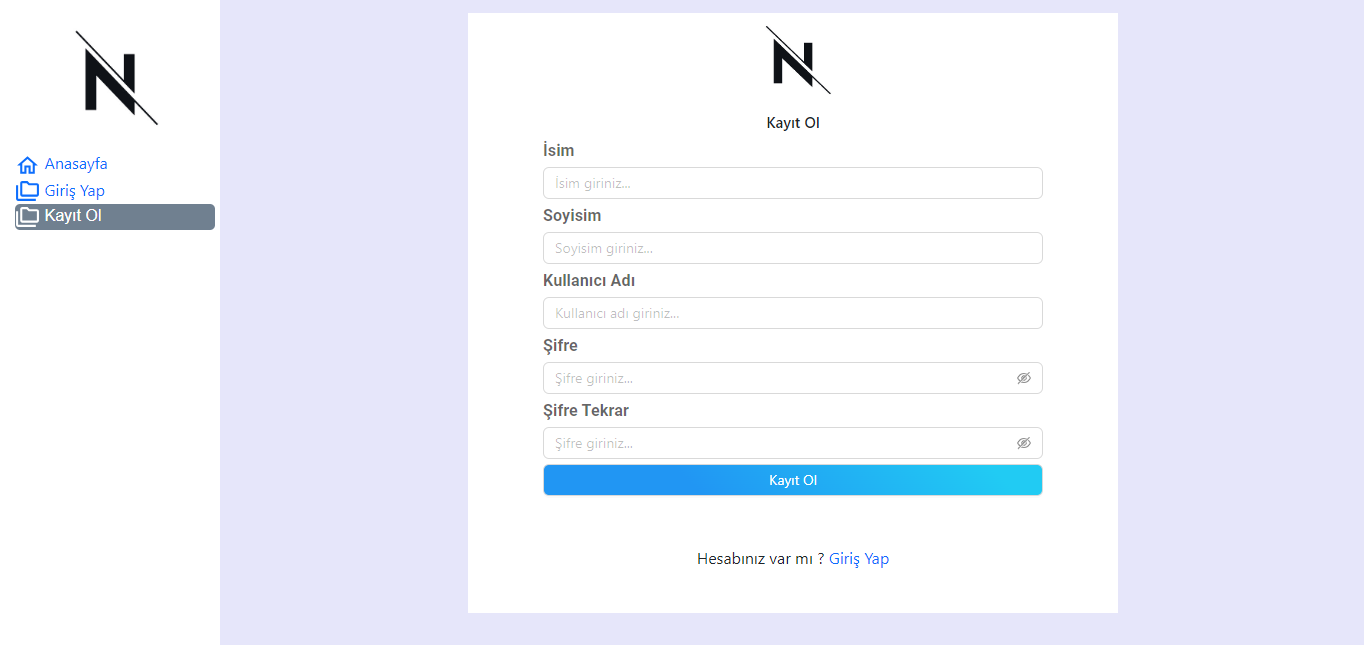 N
Anasayfa
Giriş Yap
Kayıt Ol
N
Kayıt Ol
İsim
İsim giriniz...
Soyisim
Soyisim giriniz...
Kullanıcı Adı
Kullanıcı adı giriniz...
Şifre
Şifre giriniz...
Şifre Tekrar
Şifre giriniz...
Kayıt Ol
Hesabınız var mı ? Giriş Yap